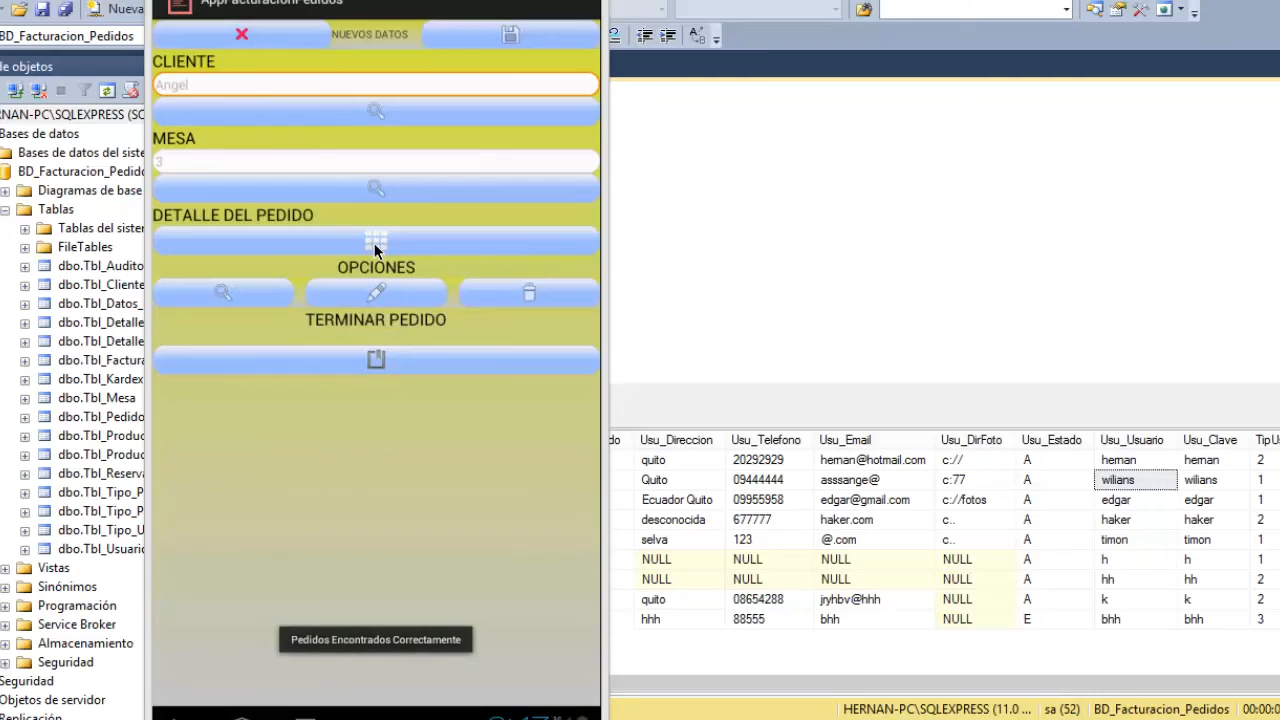 AppFacturacionPedidos
Nueva
BD_Facturacion_Pedidos
de objetos
RNAN-PC\SQLEXPRESS (SC
Bases de datos
Bases de datos del siste
BD_Facturacion_Pedido
Diagramas de base
Tablas
Tablas del sister
FileTables
dbo.Tbl_Audito
dbo.Tbl_Cliente
dbo.Tbl_Datos_
dbo.Tbl_Detalle
dbo.Tbl_Detalle
dbo.Tbl_Factura
dbo.Tbl_Kardex
dbo.Tbl_Mesa
dbo.Tbl_Pedido
dbo.Tbl_Produc
dbo.Tbl_Produc
dbo.Tbl_Reserva
dbo.Tbl_Tipo_P
dbo.Tbl_Tipo_P
dbo.Tbl_Tipo_U
dbo.Tbl_Usuario
Vistas
Sinónimos
Programación
Service Broker
Almacenamiento
Seguridad
Seguridad
Objetos de servidor
Replicación
NUEVOS DATOS
CLIENTE
Angel
MESA
3
DETALLE DEL PEDIDO
OPCIONES
TERMINAR PEDIDO
Pedidos Encontrados Correctamente
do Usu_Direccion Usu_Telefono Usu_Email Usu_DirFoto Usu_Estado Usu_Usuario Usu_Clave TipU
quito 20292929 hernan@hotmail.com c:// A hernan hernan 2
Quito 09444444 asssange@ c:77 A wilians wilians 1
Ecuador Quito 09955958 edgar@gmail.com c://fotos A edgar edgar 1
desconocida 677777 haker.com c.. A haker haker 2
selva 123 @.com c.. A timon timon 1
NULL NULL NULL NULL A h h 1
NULL NULL NULL NULL A hh hh 2
quito 08654288 jryhbv@hhh NULL A k k 2
hhh 88555 bhh NULL E bhh bhh 3
HERNAN-PC\SQLEXPRESS (11.0 ... sa (52) BD_Facturacion_Pedidos 00:00:0